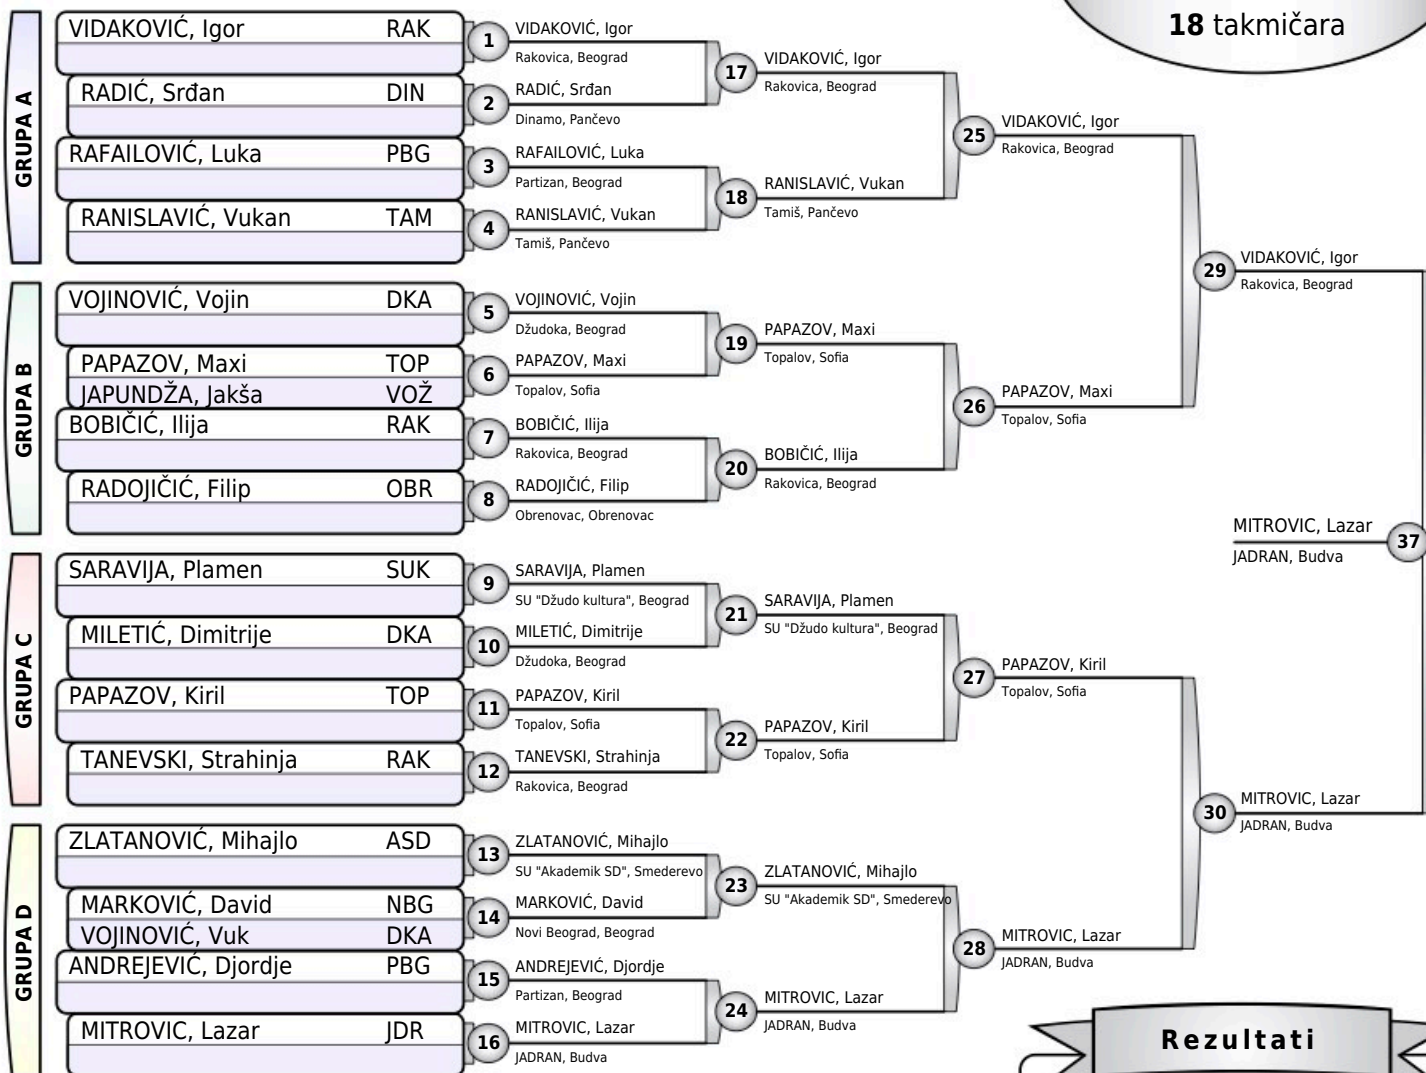 18 takmičara
GRUPA A
VIDAKOVIĆ, Igor RAK
RADIĆ, Srđan DIN
RAFAILOVIĆ, Luka PBG
RANISLAVIĆ, Vukan TAM
GRUPA B
VOJINOVIĆ, Vojin DKA
PAPAZOV, Maxi TOP
JAPUNDŽA, Jakša VOŽ
BOBIČIĆ, Ilija RAK
RADOJIČIĆ, Filip OBR
GRUPA C
SARAVIJA, Plamen SUK
MILETIĆ, Dimitrije DKA
PAPAZOV, Kiril TOP
TANEVSKI, Strahinja RAK
GRUPA D
ZLATANOVIĆ, Mihajlo ASD
MARKOVIĆ, David NBG
VOJINOVIĆ, Vuk DKA
ANDREJEVIĆ, Djordje PBG
MITROVIC, Lazar JDR
1 VIDAKOVIĆ, Igor
Rakovica, Beograd
2 RADIĆ, Srđan
Dinamo, Pančevo
3 RAFAILOVIĆ, Luka
Partizan, Beograd
4 RANISLAVIĆ, Vukan
Tamiš, Pančevo
5 VOJINOVIĆ, Vojin
Džudoka, Beograd
6 PAPAZOV, Maxi
Topalov, Sofia
7 BOBIČIĆ, Ilija
Rakovica, Beograd
8 RADOJIČIĆ, Filip
Obrenovac, Obrenovac
9 SARAVIJA, Plamen
SU "Džudo kultura", Beograd
10 MILETIĆ, Dimitrije
Džudoka, Beograd
11 PAPAZOV, Kiril
Topalov, Sofia
12 TANEVSKI, Strahinja
Rakovica, Beograd
13 ZLATANOVIĆ, Mihajlo
SU "Akademik SD", Smederevo
14 MARKOVIĆ, David
Novi Beograd, Beograd
15 ANDREJEVIĆ, Djordje
Partizan, Beograd
16 MITROVIC, Lazar
JADRAN, Budva
17 VIDAKOVIĆ, Igor
Rakovica, Beograd
18 RANISLAVIĆ, Vukan
Tamiš, Pančevo
19 PAPAZOV, Maxi
Topalov, Sofia
20 BOBIČIĆ, Ilija
Rakovica, Beograd
21 SARAVIJA, Plamen
SU "Džudo kultura", Beograd
22 PAPAZOV, Kiril
Topalov, Sofia
23 ZLATANOVIĆ, Mihajlo
SU "Akademik SD", Smederevo
24 MITROVIC, Lazar
JADRAN, Budva
25 VIDAKOVIĆ, Igor
Rakovica, Beograd
26 PAPAZOV, Maxi
Topalov, Sofia
27 PAPAZOV, Kiril
Topalov, Sofia
28 MITROVIC, Lazar
JADRAN, Budva
29 VIDAKOVIĆ, Igor
Rakovica, Beograd
30 MITROVIC, Lazar
JADRAN, Budva
MITROVIC, Lazar 37
JADRAN, Budva
Rezultati